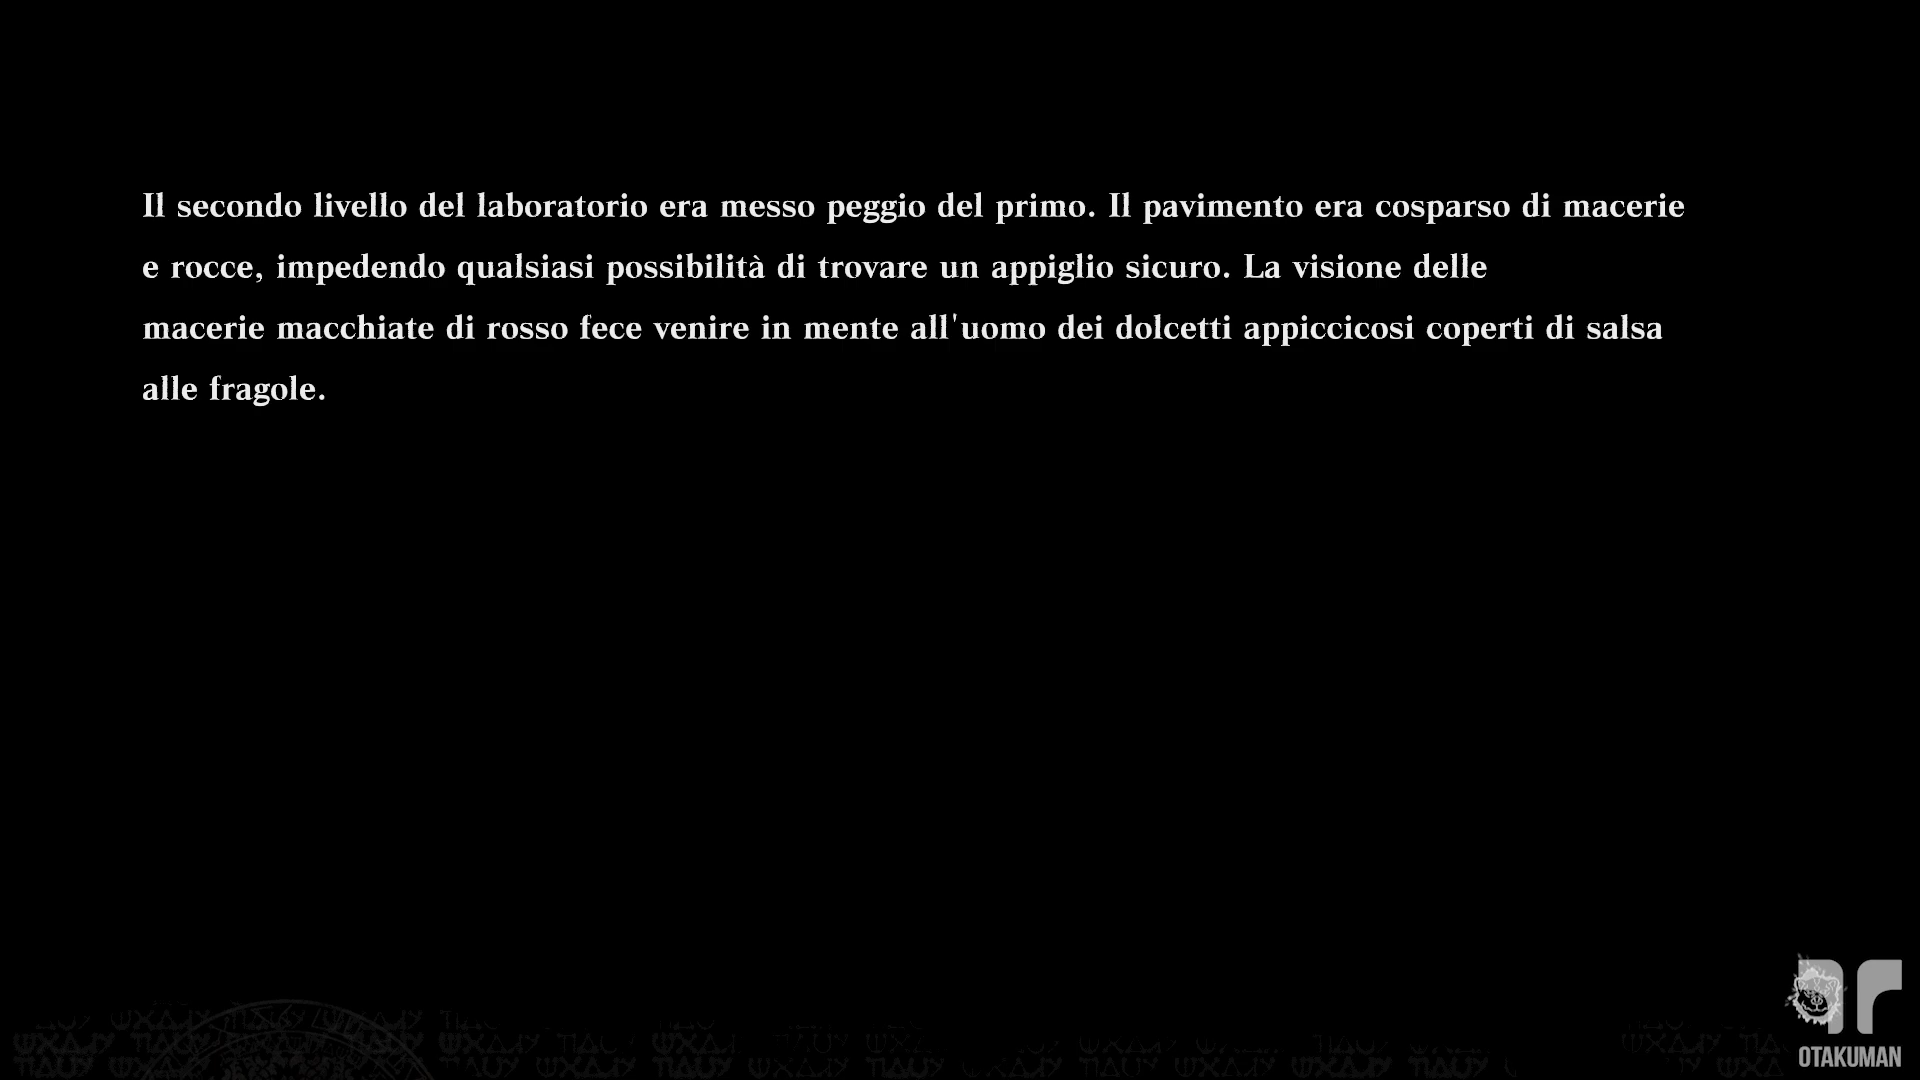 Il secondo livello del laboratorio era messo peggio del primo. Il pavimento era cosparso di macerie
e rocce, impedendo qualsiasi possibilità di trovare un appiglio sicuro. La visione delle
macerie macchiate di rosso fece venire in mente all'uomo dei dolcetti appiccicosi coperti di salsa
alle fragole.
OTAKUMAN